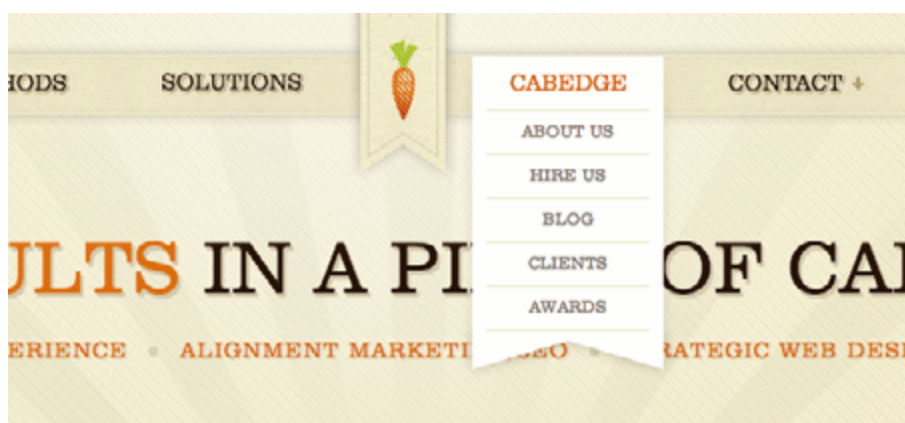 HODS SOLUTIONS CABEDGE CONTACT
ABOUT US
HIRE US
BLOG
CLIENTS
AWARDS
ULTS IN A PI OF CA
ERIENCE • ALIGNMENT MARKETI SEO • RATEGIC WEB DESI